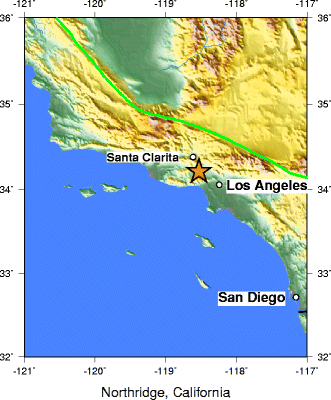 -121° -120° -119° -118° -117°
36° 36°
35° 35°
Santa Clarita
Los Angeles
34° 34°
33° 33°
San Diego
32° 32°
-121° -120° -119° -118° -117°
Northridge, California